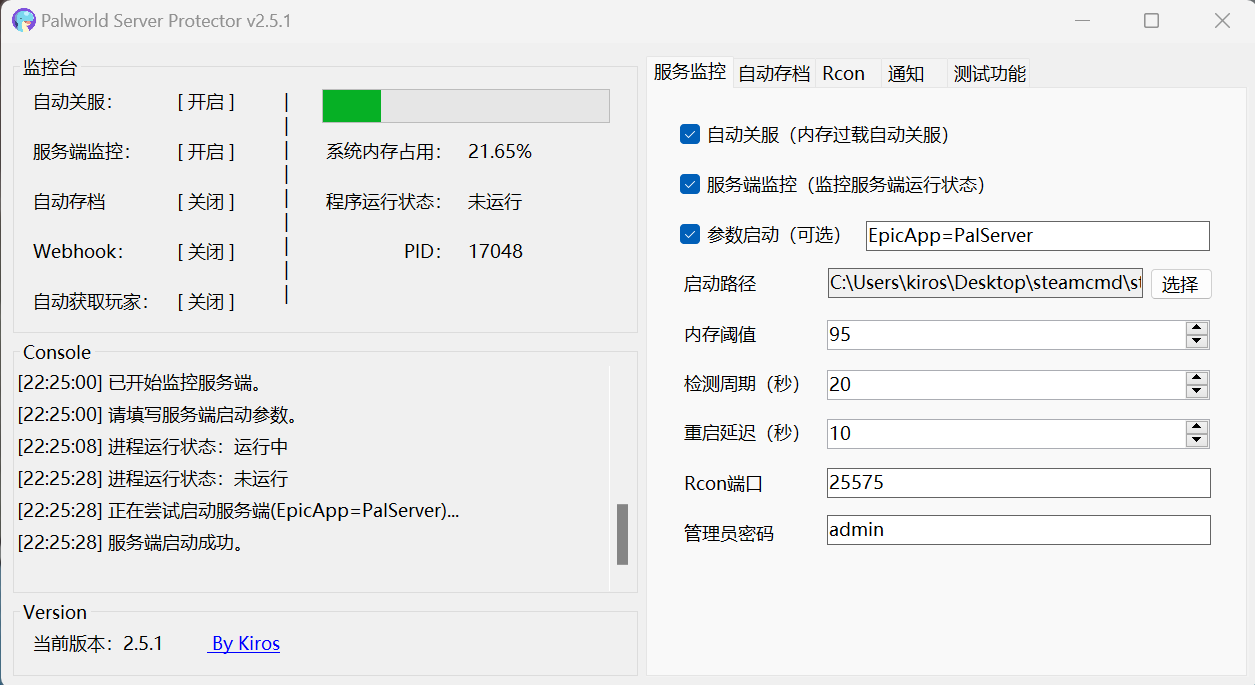 Palworld Server Protector v2.5.1
监控台
自动关服： [ 开启 ]
服务端监控： [ 开启 ]
自动存档 [ 关闭 ]
Webhook： [ 关闭 ]
自动获取玩家： [ 关闭 ]
系统内存占用： 21.65%
程序运行状态： 未运行
PID： 17048
Console
[22:25:00] 已开始监控服务端。
[22:25:00] 请填写服务端启动参数。
[22:25:08] 进程运行状态：运行中
[22:25:28] 进程运行状态：未运行
[22:25:28] 正在尝试启动服务端(EpicApp=PalServer)...
[22:25:28] 服务端启动成功。
Version
当前版本：2.5.1 By Kiros
服务监控 自动存档 Rcon 通知 测试功能
自动关服（内存过载自动关服）
服务端监控（监控服务端运行状态）
参数启动（可选） EpicApp=PalServer
启动路径 C:\Users\kiros\Desktop\steamcmd\st 选择
内存阈值 95
检测周期（秒） 20
重启延迟（秒） 10
Rcon端口 25575
管理员密码 admin